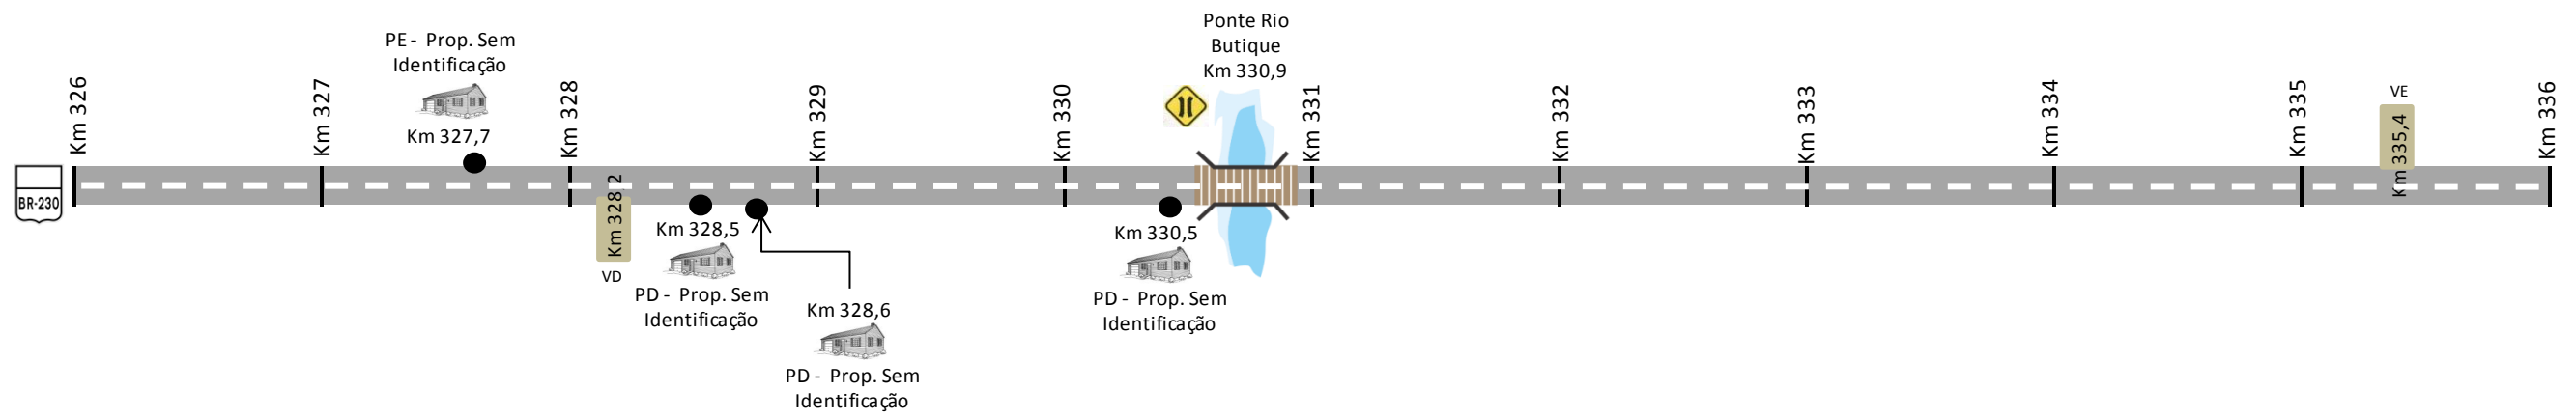 Ponte Rio
Butique
Km 330,9
PE - Prop. Sem
Identificação
Km 327,7
Km 326
Km 327
Km 328
Km 329
Km 330
Km 331
Km 332
Km 333
Km 334
Km 335
VE
Km 335,4
Km 336
BR-230
Km 328,2
VD
Km 328,5
PD - Prop. Sem
Identificação
Km 328,6
PD - Prop. Sem
Identificação
Km 330,5
PD - Prop. Sem
Identificação